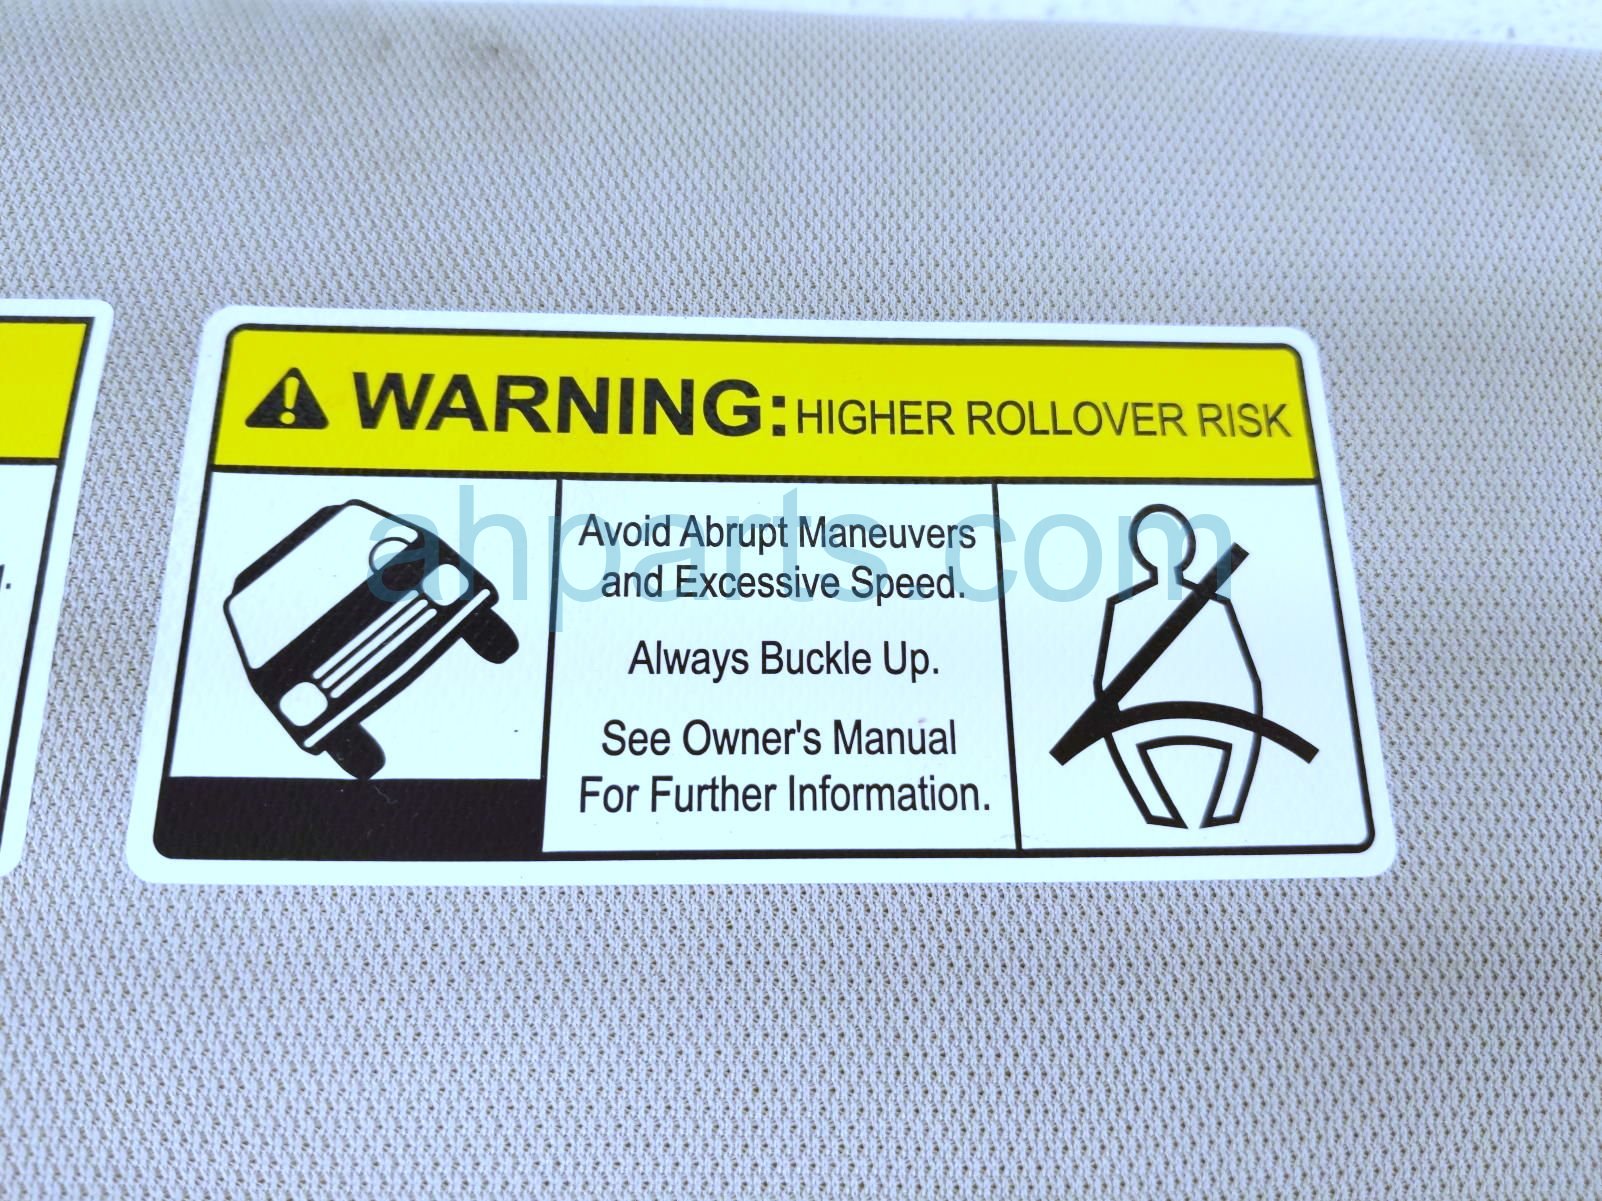 WARNING: HIGHER ROLLOVER RISK
Avoid Abrupt Maneuvers
and Excessive Speed.
Always Buckle Up.
See Owner's Manual
For Further Information.
ahparts.com